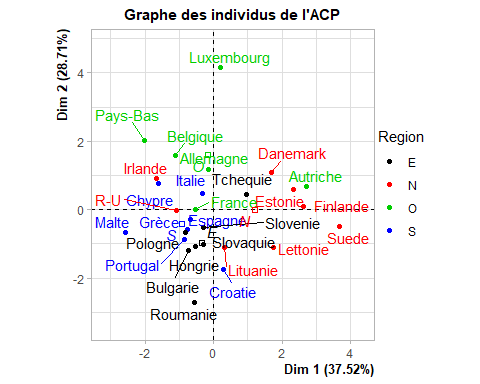 Graphe des individus de l'ACP
Dim 2 (28.71%)
4
2
0
-2
Luxembourg
Pays-Bas
Belgique
Allemagne
O
Danemark
Irlande
Italie
Tchequie
Autriche
Chypre
R-U
France
Estonie
Finlande
Malte
Grèce
Espagne
N
Slovenie
S
E
Suede
Pologne
Slovaquie
Lettonie
Portugal
Hongrie
Lituanie
Bulgarie
Croatie
Roumanie
-2
0
2
4
Dim 1 (37.52%)
Region
E
N
O
S